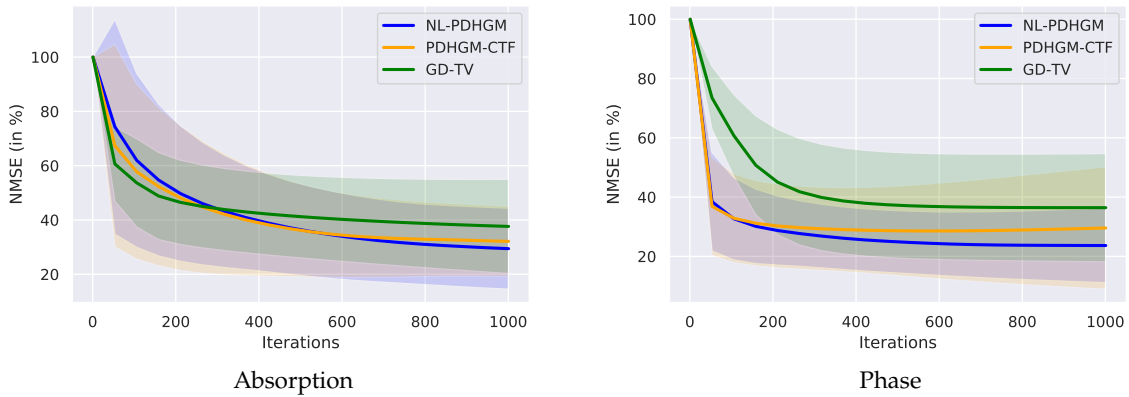 NL-PDHGM
PDHGM-CTF
GD-TV
NMSE (in %)
100
80
60
40
20
0 200 400 600 800 1000
Iterations
Absorption
NL-PDHGM
PDHGM-CTF
GD-TV
NMSE (in %)
100
80
60
40
20
0 200 400 600 800 1000
Iterations
Phase